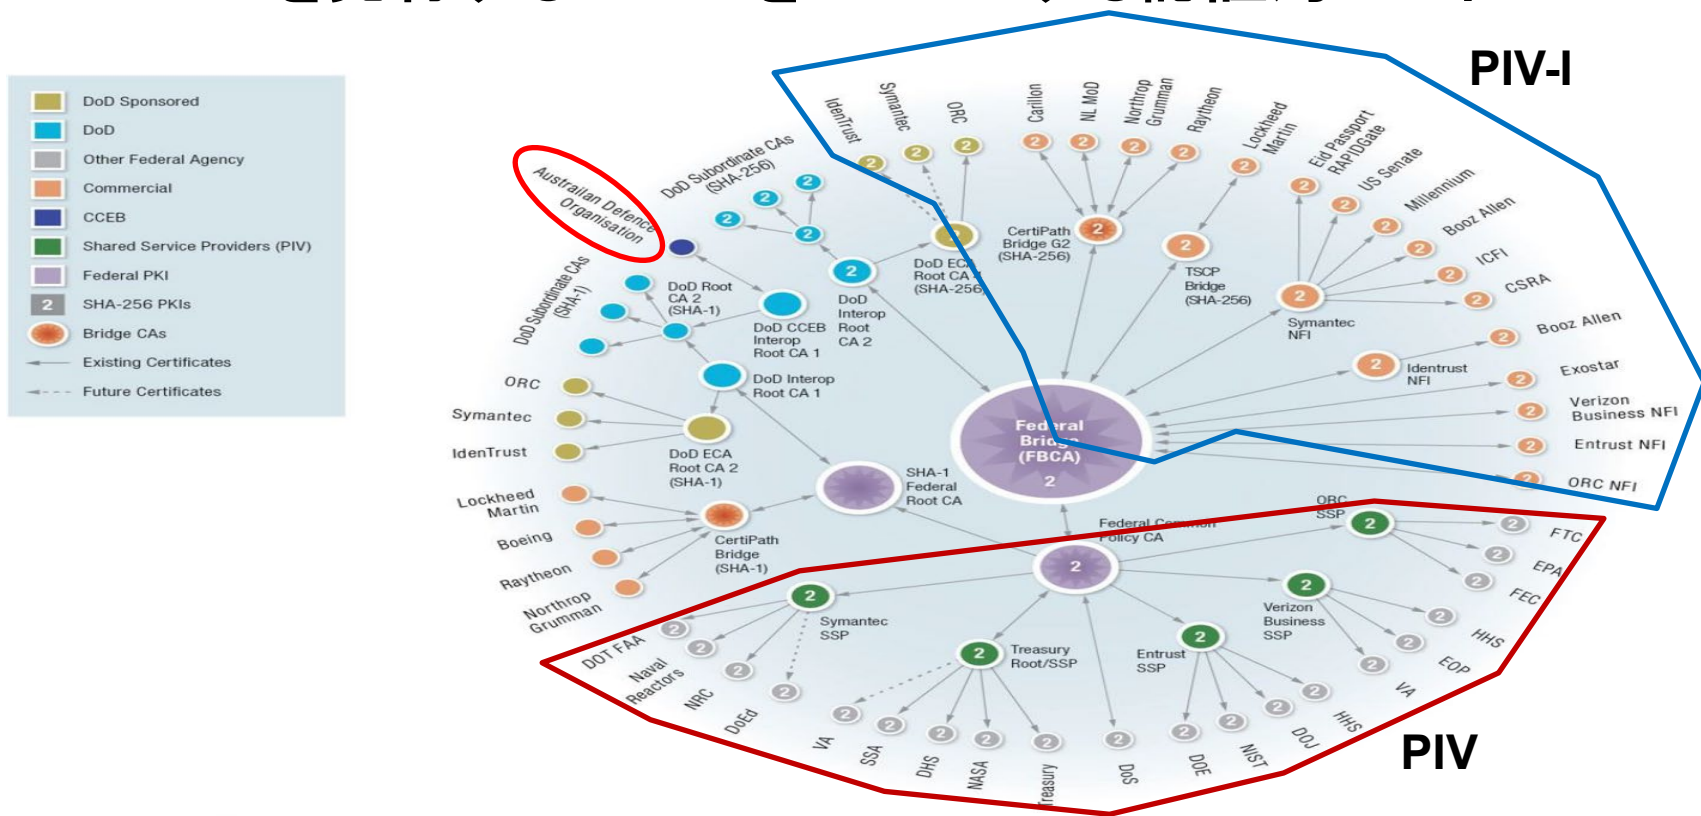 PIV-I
DoD Sponsored
DoD
Other Federal Agency
Commercial
CCEB
Shared Service Providers (PIV)
Federal PKI
2
SHA-256 PKIs
Bridge CAs
Existing Certificates
Future Certificates
Australian Defence
Organisation
DoD Subordinate CAs
(SHA-256)
IdenTrust
Symantec
ORC
Carillon
NL MoD
Northrop
Grumman
Raytheon
Lockheed
Martin
Eid Passport
RAPIDGate
US Senate
Millennium
Booz Allen
ICFI
CSRA
Booz Allen
Exostar
Verizon
Business NFI
Entrust NFI
ORC NFI
CertiPath
Bridge G2
(SHA-256)
TSCP
Bridge
(SHA-256)
Symantec
NFI
Identrust
NFI
DoD ECA
Root CA 4
(SHA-256)
DoD
Interop
Root
CA 2
DoD Subordinate CAs
(SHA-1)
DoD Root
CA 2
(SHA-1)
DoD CCEB
Interop
Root CA 1
DoD Interop
Root CA 1
ORC
Symantec
IdenTrust
DoD ECA
Root CA 2
(SHA-1)
Lockheed
Martin
Boeing
Raytheon
Northrop
Grumman
CertiPath
Bridge
(SHA-1)
SHA-1
Federal
Root CA
Federal
Bridge
(FBCA)
2
Federal Common
Policy CA
2
ORC
SSP
FTC
EPA
FEC
Verizon
Business
SSP
HHS
EOP
VA
Symantec
SSP
DOT FAA
Naval
Reactors
NRC
DoEd
Treasury
Root/SSP
VA
SSA
DHS
NASA
Treasury
DoS
Entrust
SSP
DOE
NIST
DOJ
HHS
PIV